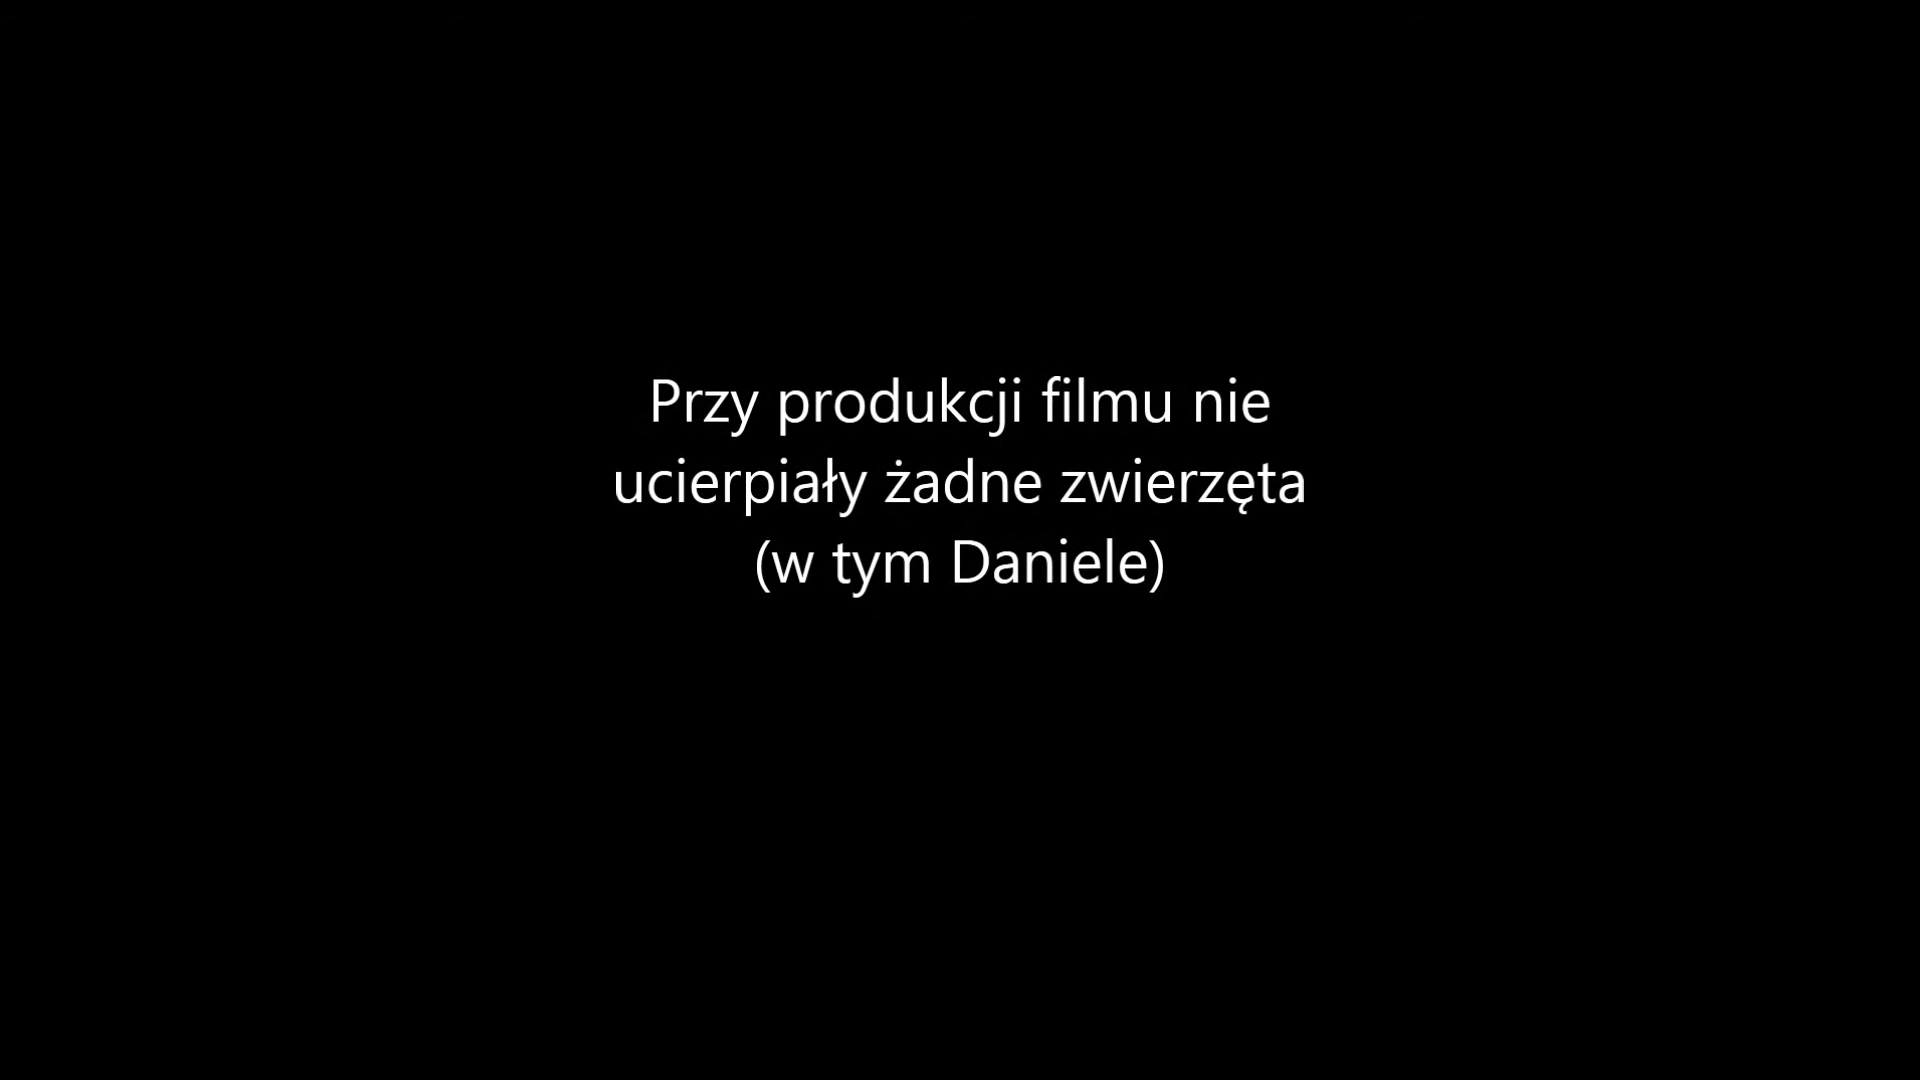 Przy produkcji filmu nie
ucierpiały żadne zwierzęta
(w tym Daniele)